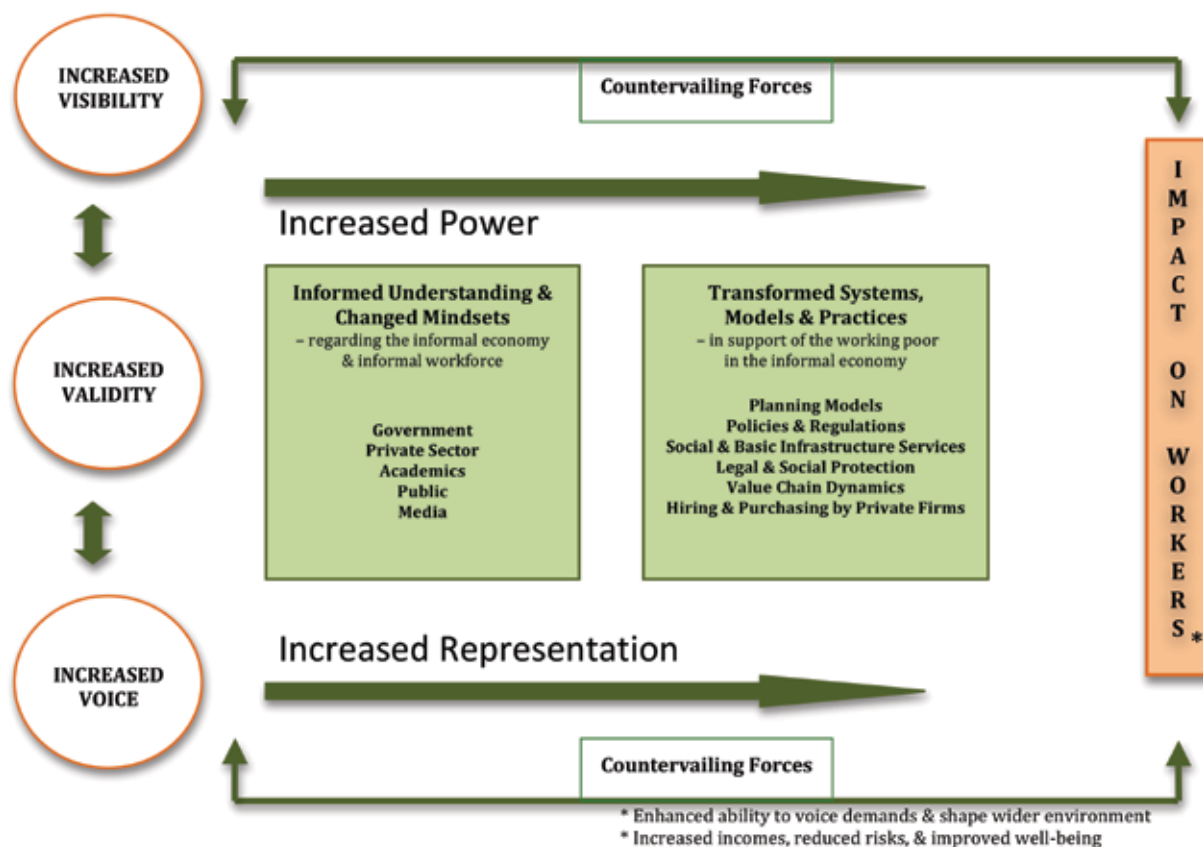 INCREASED
VISIBILITY
Countervailing Forces
Increased Power
INCREASED
VALIDITY
Informed Understanding &
Changed Mindsets
– regarding the informal economy
& informal workforce
Government
Private Sector
Academics
Public
Media
Transformed Systems,
Models & Practices
– in support of the working poor
in the informal economy
Planning Models
Policies & Regulations
Social & Basic Infrastructure Services
Legal & Social Protection
Value Chain Dynamics
Hiring & Purchasing by Private Firms
IMPACT ON WORKERS *
Increased Representation
INCREASED
VOICE
Countervailing Forces
* Enhanced ability to voice demands & shape wider environment
* Increased incomes, reduced risks, & improved well-being